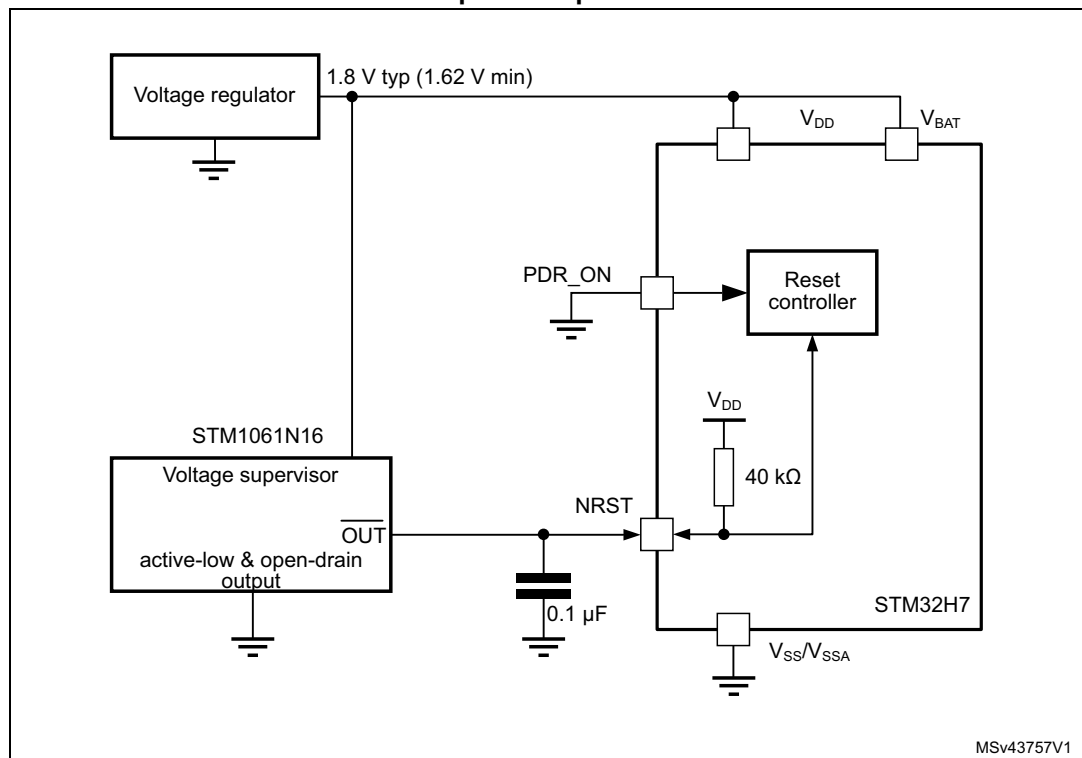 1.8 V typ (1.62 V min)
Voltage regulator
VDD
VBAT
PDR_ON
Reset
controller
VDD
STM1061N16
Voltage supervisor
40 kΩ
NRST
OUT
active-low & open-drain
output
0.1 µF
STM32H7
VSS/VSSA
MSv43757V1